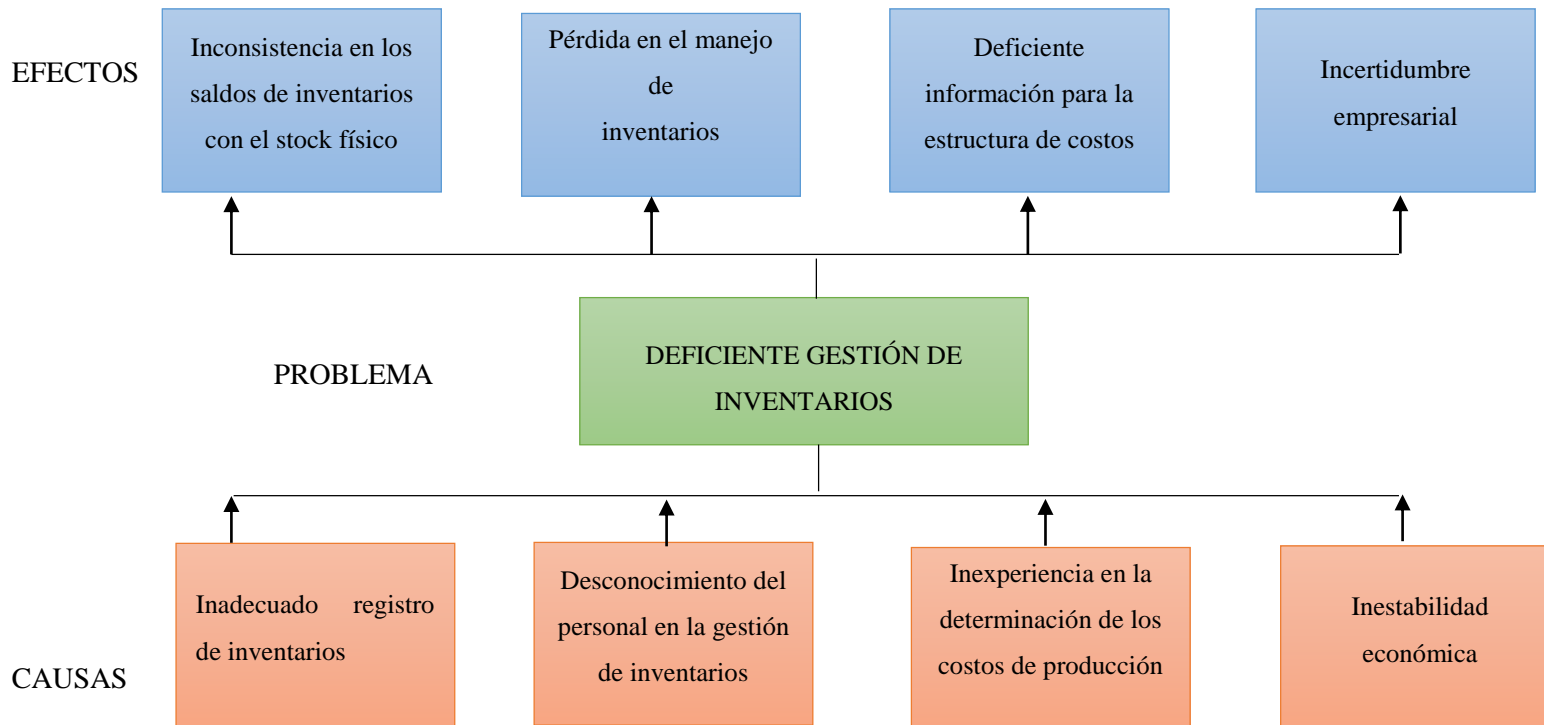 EFECTOS
Inconsistencia en los
saldos de inventarios
con el stock físico
Pérdida en el manejo
de
inventarios
Deficiente
información para la
estructura de costos
Incertidumbre
empresarial
PROBLEMA
DEFICIENTE GESTIÓN DE
INVENTARIOS
CAUSAS
Inadecuado registro
de inventarios
Desconocimiento del
personal en la gestión
de inventarios
Inexperiencia en la
determinación de los
costos de producción
Inestabilidad
económica